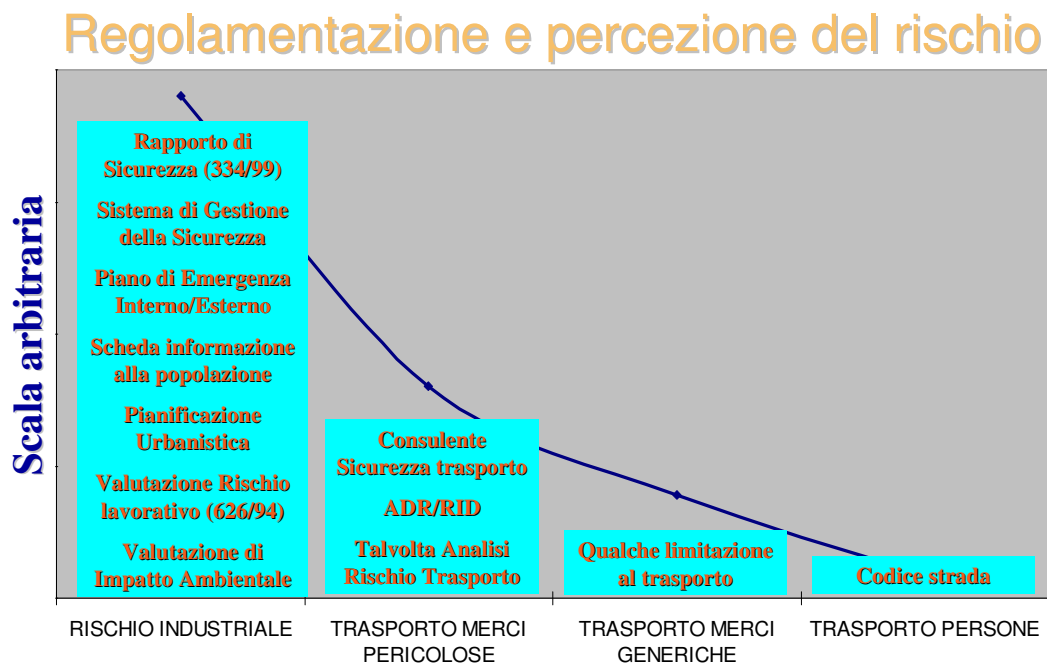 Regolamentazione e percezione del rischio
Scala arbitraria
Rapporto di
Sicurezza (334/99)
Sistema di Gestione
della Sicurezza
Piano di Emergenza
Interno/Esterno
Scheda informazione
alla popolazione
Pianificazione
Urbanistica
Valutazione Rischio
lavorativo (626/94)
Valutazione di
Impatto Ambientale
Consulente
Sicurezza trasporto
ADR/RID
Talvolta Analisi
Rischio Trasporto
Qualche limitazione
al trasporto
Codice strada
RISCHIO INDUSTRIALE
TRASPORTO MERCI
PERICOLOSE
TRASPORTO MERCI
GENERICHE
TRASPORTO PERSONE